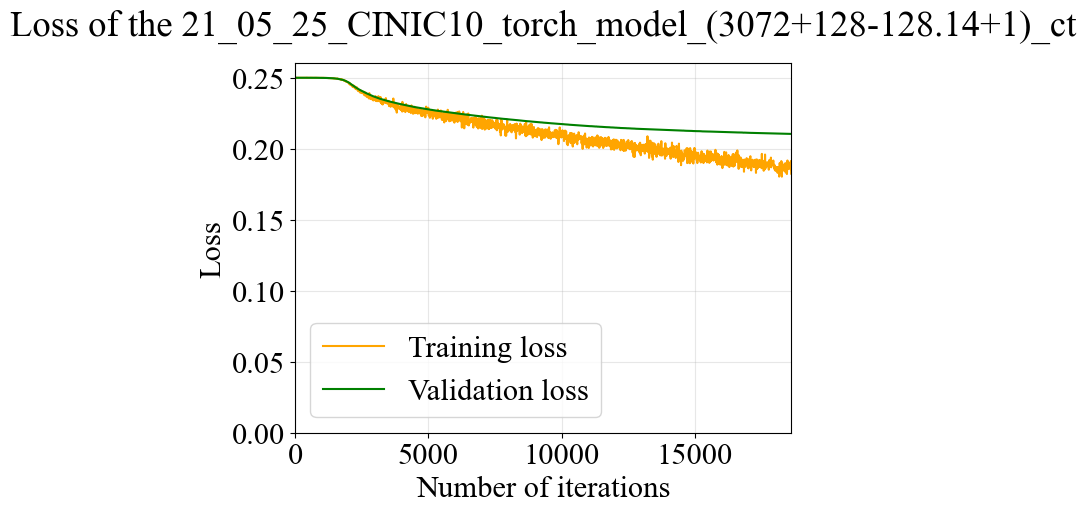 Loss of the 21_05_25_CINIC10_torch_model_(3072+128-128.14+1)_ct
0.25
0.20
0.15
0.10
0.05
0.00
Loss
Training loss
Validation loss
0 5000 10000 15000
Number of iterations